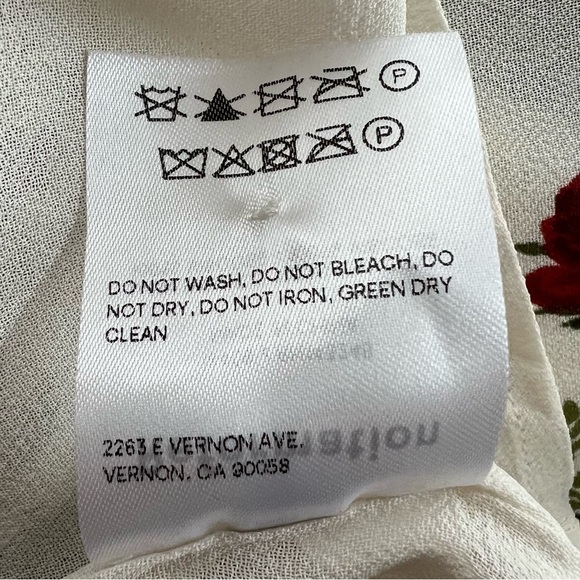 P
P
DO NOT WASH, DO NOT BLEACH, DO
NOT DRY, DO NOT IRON, GREEN DRY
CLEAN
2263 E VERNON AVE.
VERNON, CA 90058